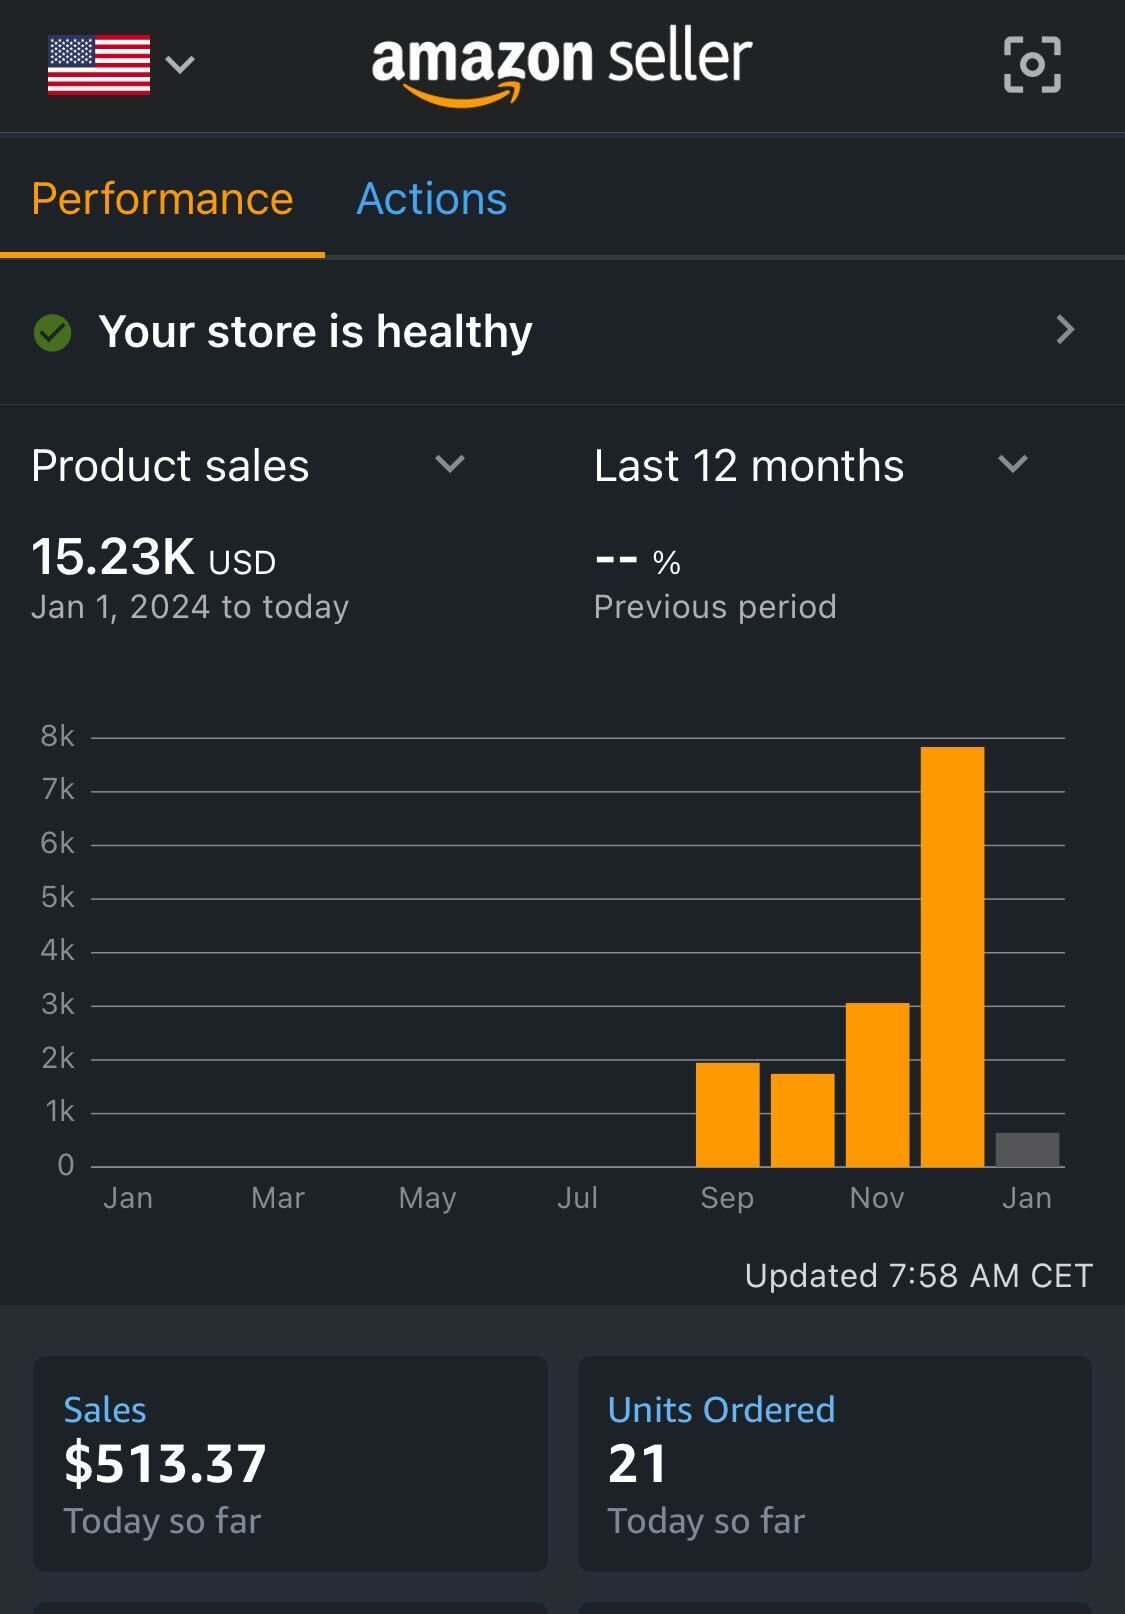 amazon seller
Performance Actions
Your store is healthy
Product sales Last 12 months
15.23K USD -- %
Jan 1, 2024 to today Previous period
8k
7k
6k
5k
4k
3k
2k
1k
0
Jan Mar May Jul Sep Nov Jan
Updated 7:58 AM CET
Sales Units Ordered
$513.37 21
Today so far Today so far